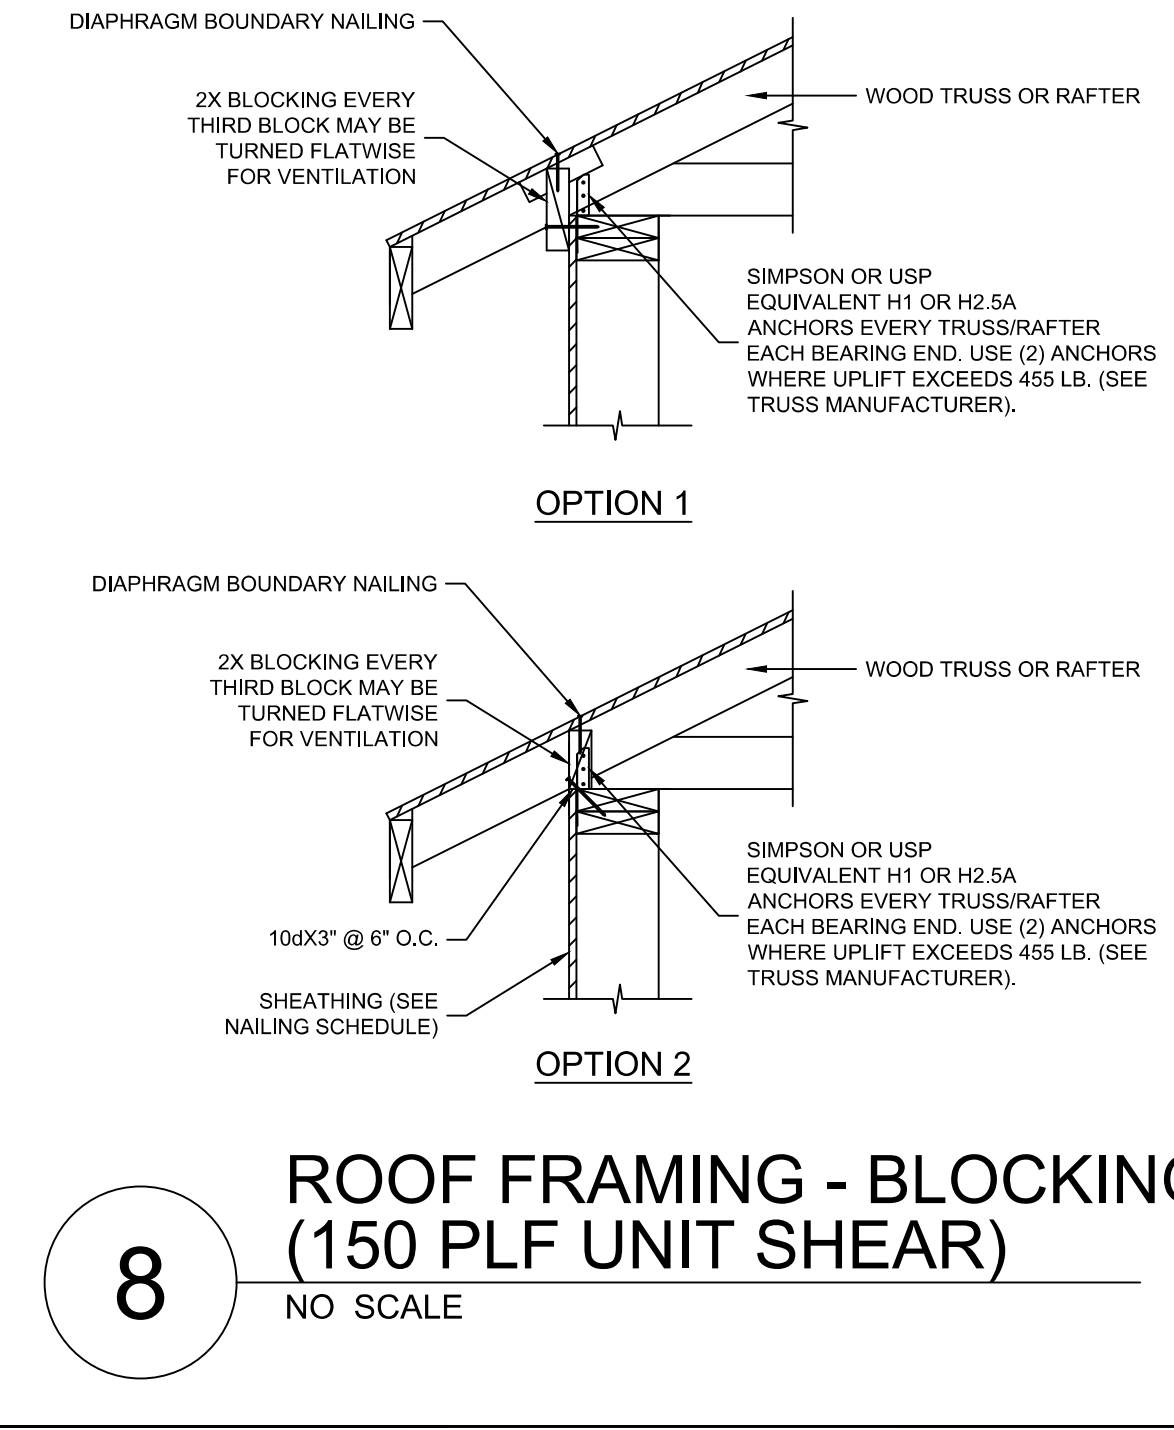 DIAPHRAGM BOUNDARY NAILING
2X BLOCKING EVERY
THIRD BLOCK MAY BE
TURNED FLATWISE
FOR VENTILATION
WOOD TRUSS OR RAFTER
SIMPSON OR USP
EQUIVALENT H1 OR H2.5A
ANCHORS EVERY TRUSS/RAFTER
EACH BEARING END. USE (2) ANCHORS
WHERE UPLIFT EXCEEDS 455 LB. (SEE
TRUSS MANUFACTURER).
OPTION 1
DIAPHRAGM BOUNDARY NAILING
2X BLOCKING EVERY
THIRD BLOCK MAY BE
TURNED FLATWISE
FOR VENTILATION
WOOD TRUSS OR RAFTER
SIMPSON OR USP
EQUIVALENT H1 OR H2.5A
ANCHORS EVERY TRUSS/RAFTER
EACH BEARING END. USE (2) ANCHORS
WHERE UPLIFT EXCEEDS 455 LB. (SEE
TRUSS MANUFACTURER).
10dX3" @ 6" O.C.
SHEATHING (SEE
NAILING SCHEDULE)
OPTION 2
8
ROOF FRAMING - BLOCKING
(150 PLF UNIT SHEAR)
NO SCALE